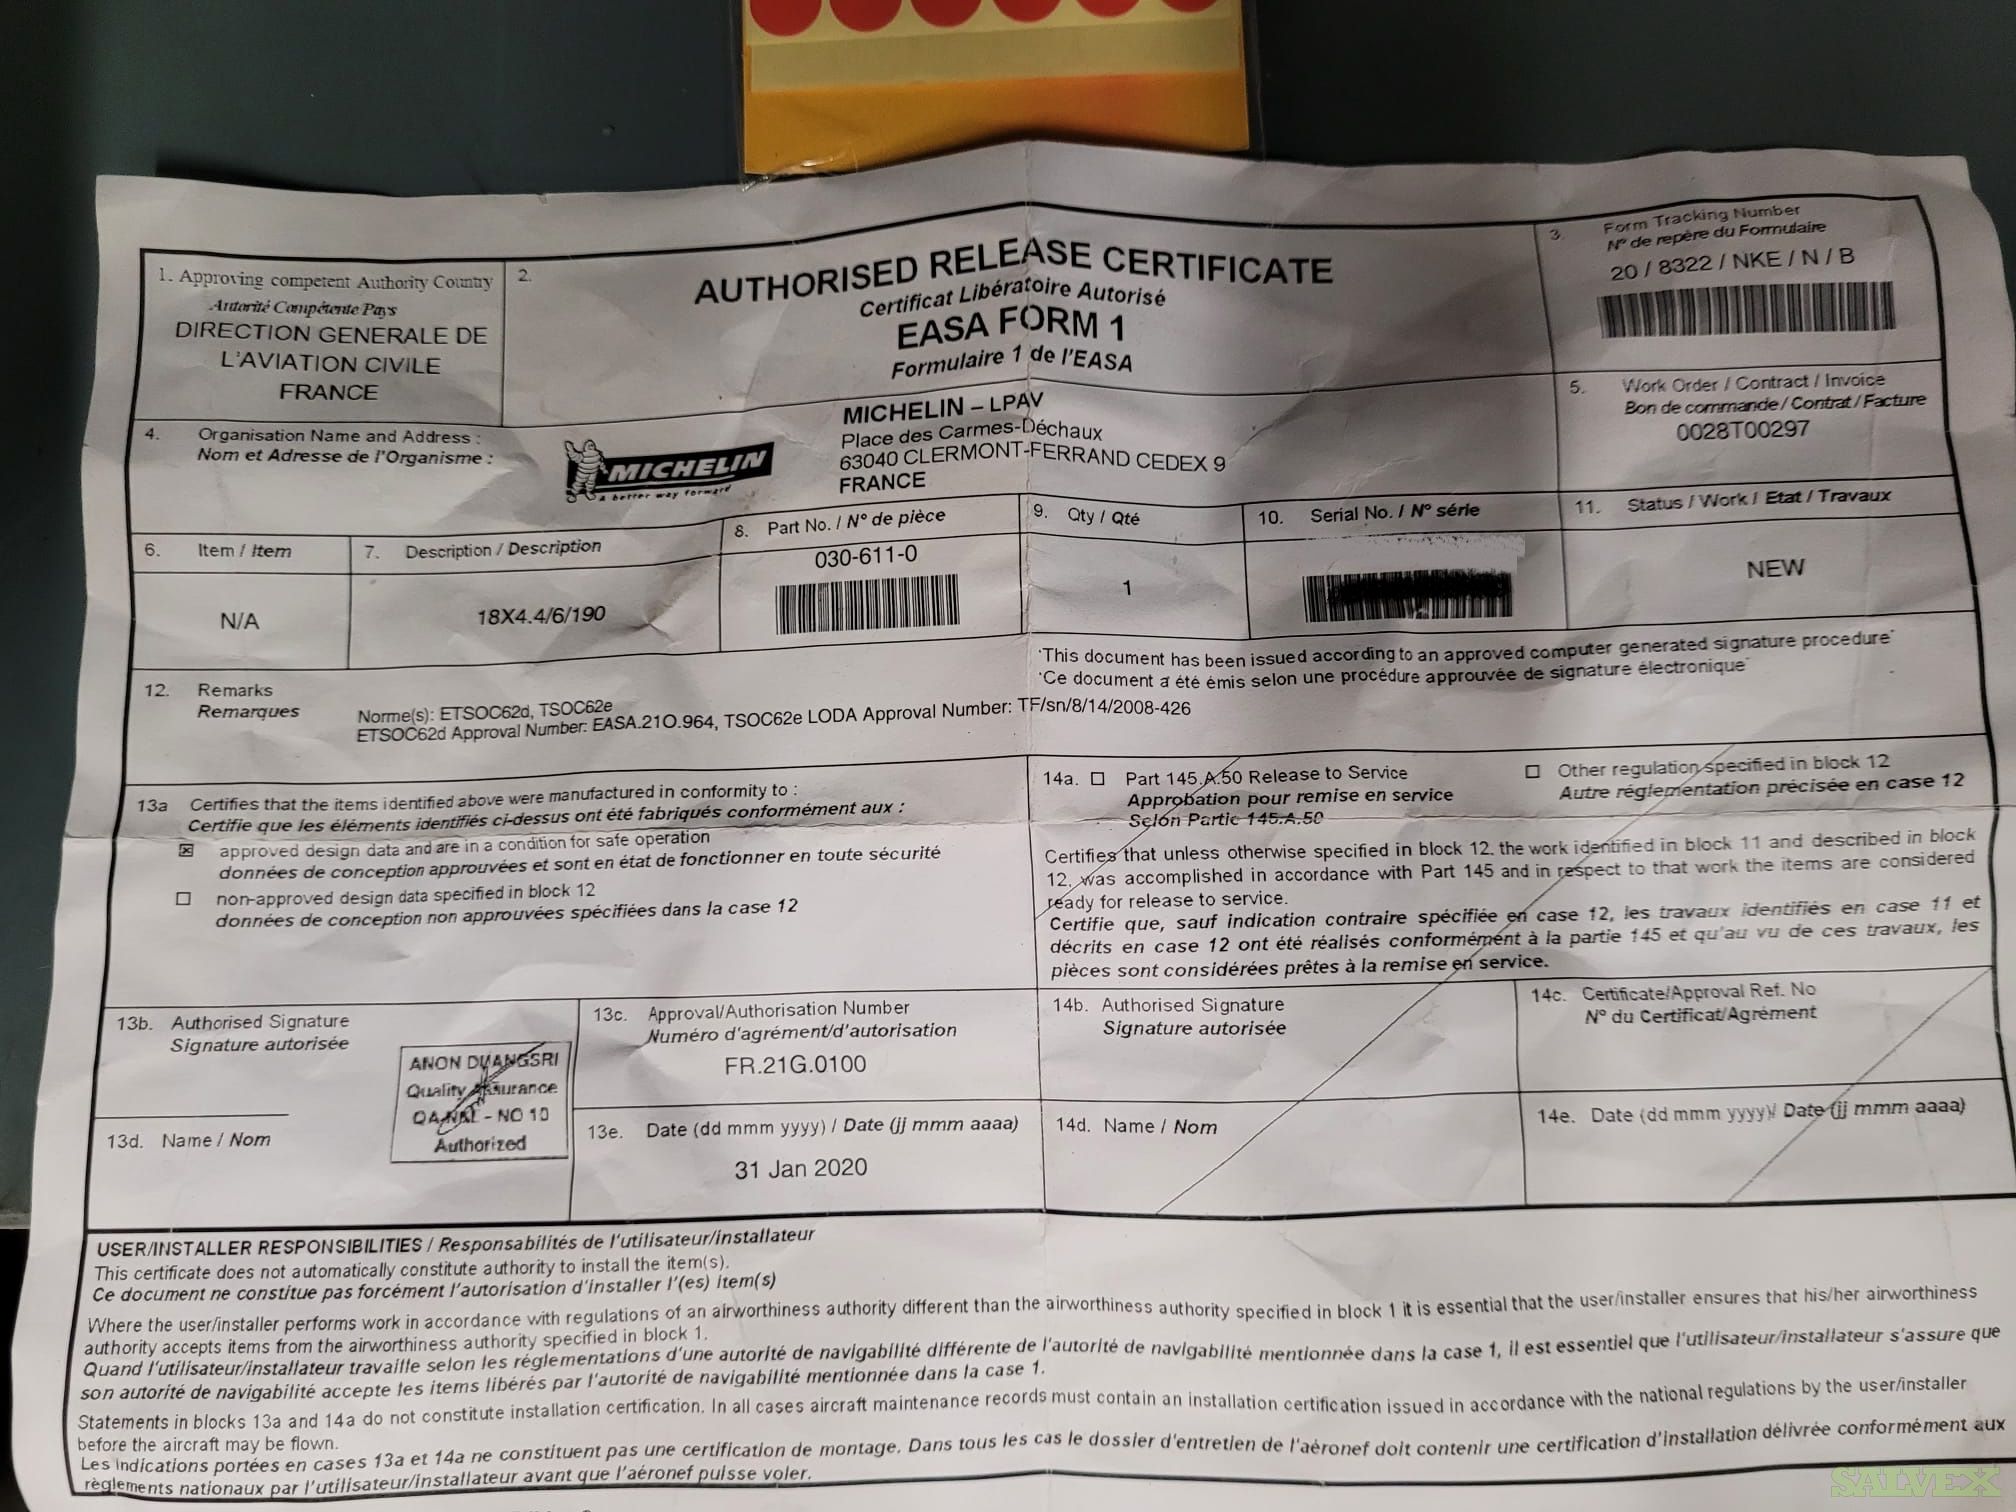 1. Approving competent Authority Country
Autorité Compétente Pays
DIRECTION GENERALE DE
L'AVIATION CIVILE
FRANCE
2.
AUTHORISED RELEASE CERTIFICATE
Certificat Libératoire Autorisé
EASA FORM 1
Formulaire 1 de l'EASA
3. Form Tracking Number
N° de repère du Formulaire
20 / 8322 / NKE / N / B
4. Organisation Name and Address :
Nom et Adresse de l'Organisme :
MICHELIN
A better way forward
MICHELIN – LPAV
Place des Carmes-Déchaux
63040 CLERMONT-FERRAND CEDEX 9
FRANCE
5. Work Order / Contract / Invoice
Bon de commande / Contrat / Facture
0028T00297
6. Item / Item
N/A
7. Description / Description
18X4.4/6/190
8. Part No. / N° de pièce
030-611-0
9. Qty / Qté
1
10. Serial No. / N° série
11. Status / Work / Etat / Travaux
NEW
12. Remarks
Remarques
"This document has been issued according to an approved computer generated signature procedure"
"Ce document a été émis selon une procédure approuvée de signature électronique"
Norme(s): ETSOC62d, TSOC62e
ETSOC62d Approval Number: EASA.21O.964, TSOC62e LODA Approval Number: TF/sn/8/14/2008-426
13a Certifies that the items identified above were manufactured in conformity to :
Certifie que les éléments identifiés ci-dessus ont été fabriqués conformément aux :
☒ approved design data and are in a condition for safe operation
données de conception approuvées et sont en état de fonctionner en toute sécurité
☐ non-approved design data specified in block 12
données de conception non approuvées spécifiées dans la case 12
14a. ☐ Part 145.A.50 Release to Service
Approbation pour remise en service
Selon Partie 145.A.50
☐ Other regulation specified in block 12
Autre réglementation précisée en case 12
Certifies that unless otherwise specified in block 12, the work identified in block 11 and described in block
12, was accomplished in accordance with Part 145 and in respect to that work the items are considered
ready for release to service.
Certifie que, sauf indication contraire spécifiée en case 12, les travaux identifiés en case 11 et
décrits en case 12 ont été réalisés conformément à la partie 145 et qu'au vu de ces travaux, les
pièces sont considérées prêtes à la remise en service.
13b. Authorised Signature
Signature autorisée
ANON DUANGSRI
Quality Assurance
QA-NKE - NO 10
Authorized
13c. Approval/Authorisation Number
Numéro d'agrément/d'autorisation
FR.21G.0100
14b. Authorised Signature
Signature autorisée
14c. Certificate/Approval Ref. No
N° du Certificat/Agrément
13d. Name / Nom
13e. Date (dd mmm yyyy) / Date (jj mmm aaaa)
31 Jan 2020
14d. Name / Nom
14e. Date (dd mmm yyyy)/ Date (jj mmm aaaa)
USER/INSTALLER RESPONSIBILITIES / Responsabilités de l'utilisateur/installateur
This certificate does not automatically constitute authority to install the item(s).
Ce document ne constitue pas forcément l'autorisation d'installer l'(es) item(s)
Where the user/installer performs work in accordance with regulations of an airworthiness authority different than the airworthiness authority specified in block 1 it is essential that the user/installer ensures that his/her airworthiness
authority accepts items from the airworthiness authority specified in block 1.
Quand l'utilisateur/installateur travaille selon les réglementations d'une autorité de navigabilité différente de l'autorité de navigabilité mentionnée dans la case 1, il est essentiel que l'utilisateur/installateur s'assure que
son autorité de navigabilité accepte les items libérés par l'autorité de navigabilité mentionnée dans la case 1.
Statements in blocks 13a and 14a do not constitute installation certification. In all cases aircraft maintenance records must contain an installation certification issued in accordance with the national regulations by the user/installer
before the aircraft may be flown.
Les indications portées en cases 13a et 14a ne constituent pas une certification de montage. Dans tous les cas le dossier d'entretien de l'aéronef doit contenir une certification d'installation délivrée conformément aux
règlements nationaux par l'utilisateur/installateur avant que l'aéronef puisse voler.
SALVEX